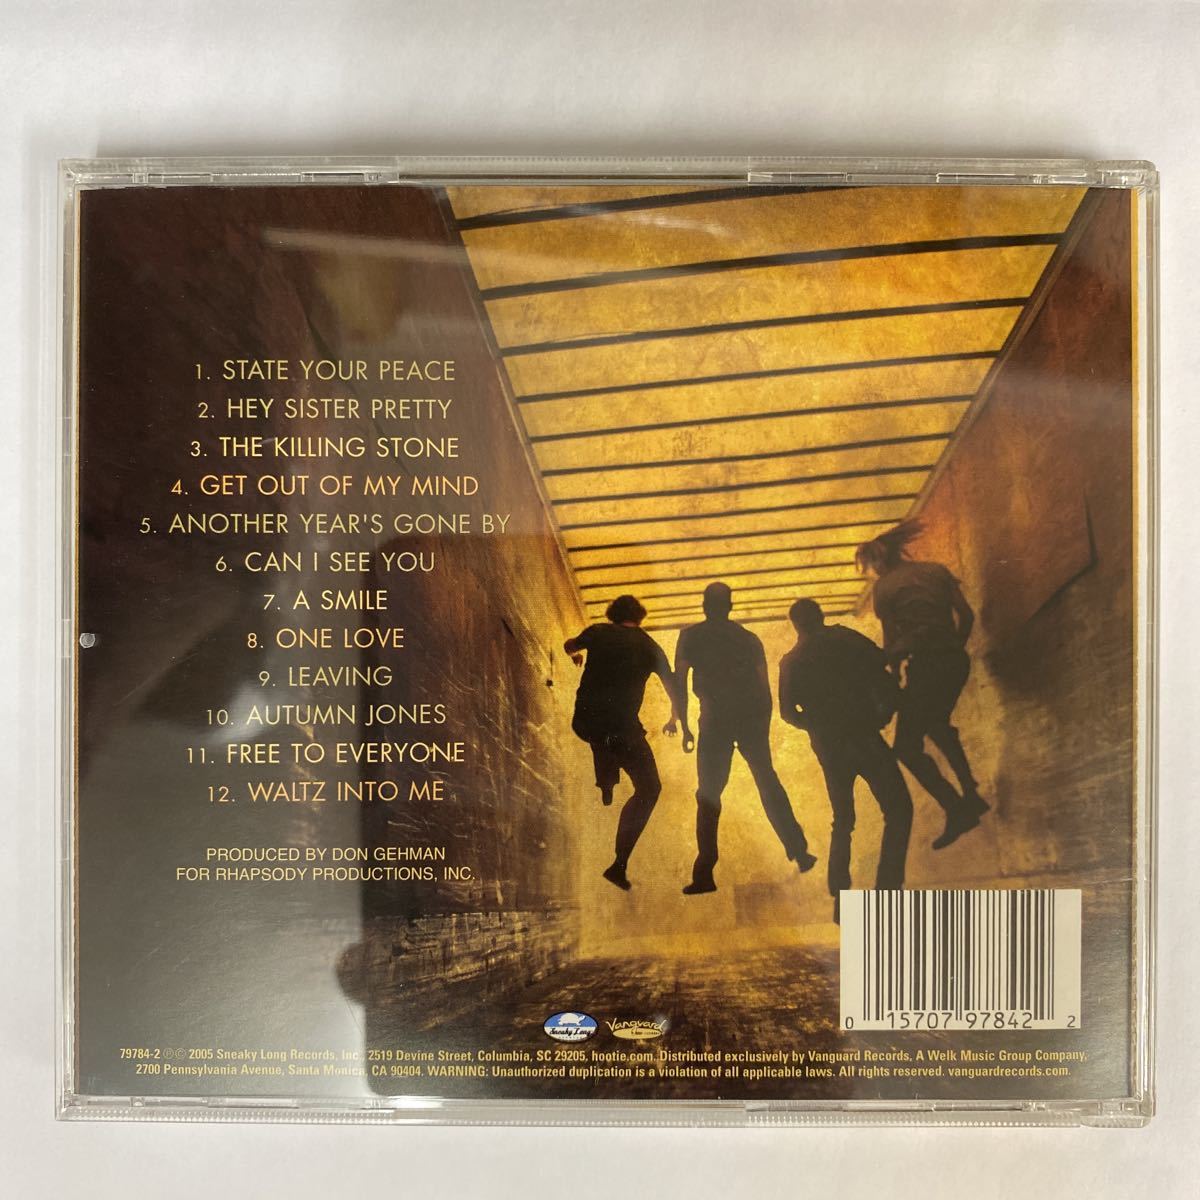 1. STATE YOUR PEACE
2. HEY SISTER PRETTY
3. THE KILLING STONE
4. GET OUT OF MY MIND
5. ANOTHER YEAR'S GONE BY
6. CAN I SEE YOU
7. A SMILE
8. ONE LOVE
9. LEAVING
10. AUTUMN JONES
11. FREE TO EVERYONE
12. WALTZ INTO ME
PRODUCED BY DON GEHMAN
FOR RHAPSODY PRODUCTIONS, INC.
0 15707 97842 2
Sneaky Long
Vanguard
79784-2 ℗© 2005 Sneaky Long Records, Inc., 2519 Devine Street, Columbia, SC 29205, hootie.com. Distributed exclusively by Vanguard Records, A Welk Music Group Company,
2700 Pennsylvania Avenue, Santa Monica, CA 90404. WARNING: Unauthorized duplication is a violation of all applicable laws. All rights reserved. vanguardrecords.com.